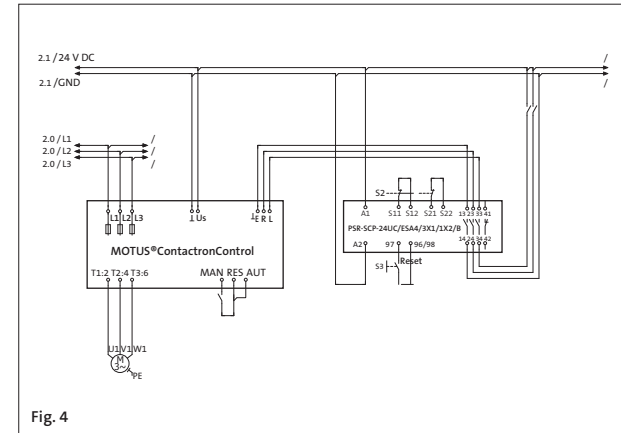 2.1 / 24 V DC
/
2.1 /GND
/
2.0 / L1
/
2.0 / L2
/
2.0 / L3
/
L1 L2 L3
⊥ Us
⊥E R L
MOTUS®ContactronControl
T1:2 T2:4 T3:6
MAN RES AUT
U1 V1 W1
M
3~
PE
S2
A1 S11 S12 S21 S22
13 23 33 41
PSR-SCP-24UC/ESA4/3X1/1X2/B
A2 97 96/98
14 24 34 42
S3
Reset
Fig. 4